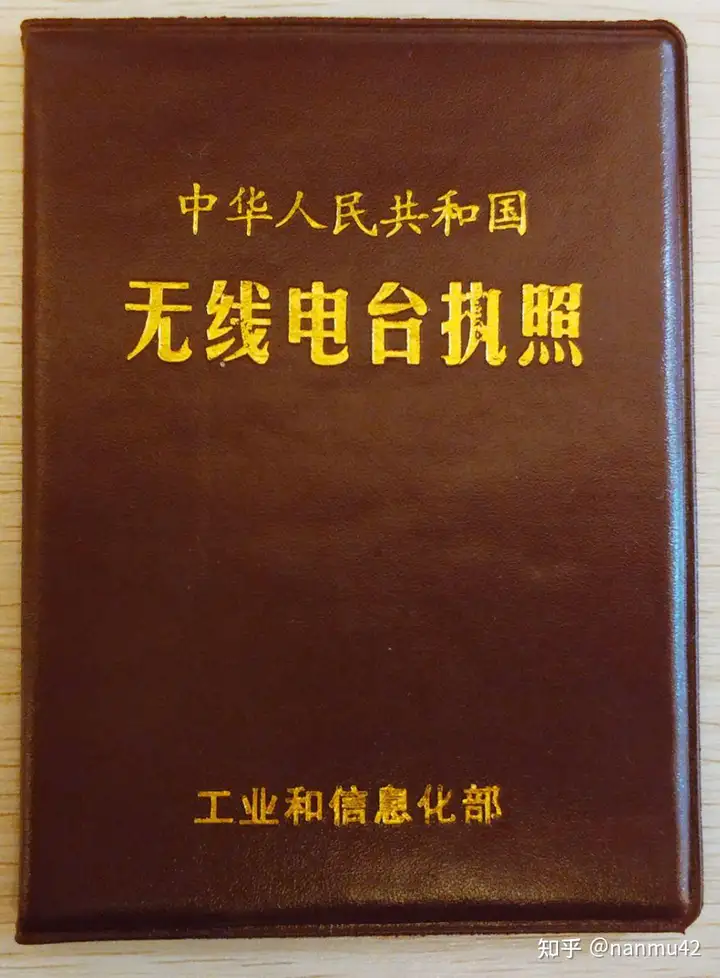 中华人民共和国
无线电台执照
工业和信息化部
知乎 @nanmu42